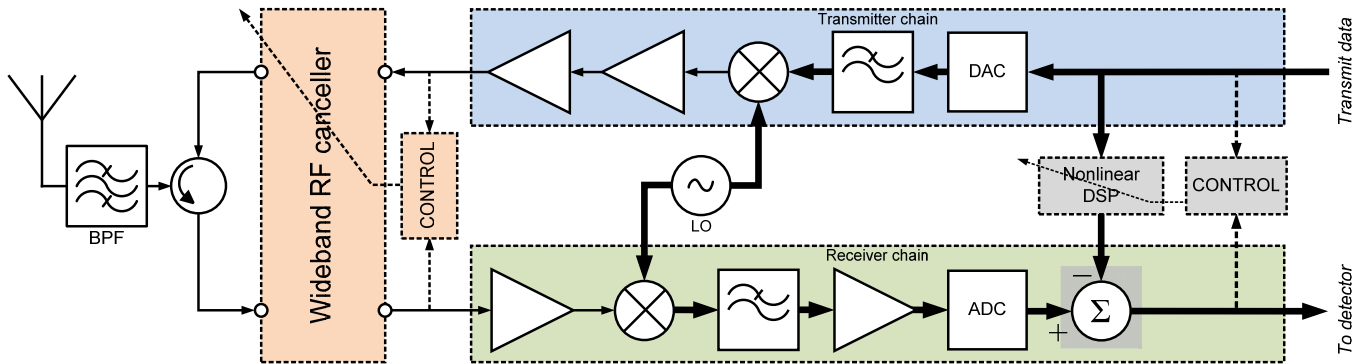 Transmitter chain
Transmit data
DAC
Wideband RF canceller
CONTROL
BPF
LO
Nonlinear
DSP
CONTROL
Receiver chain
ADC
−
+
Σ
To detector